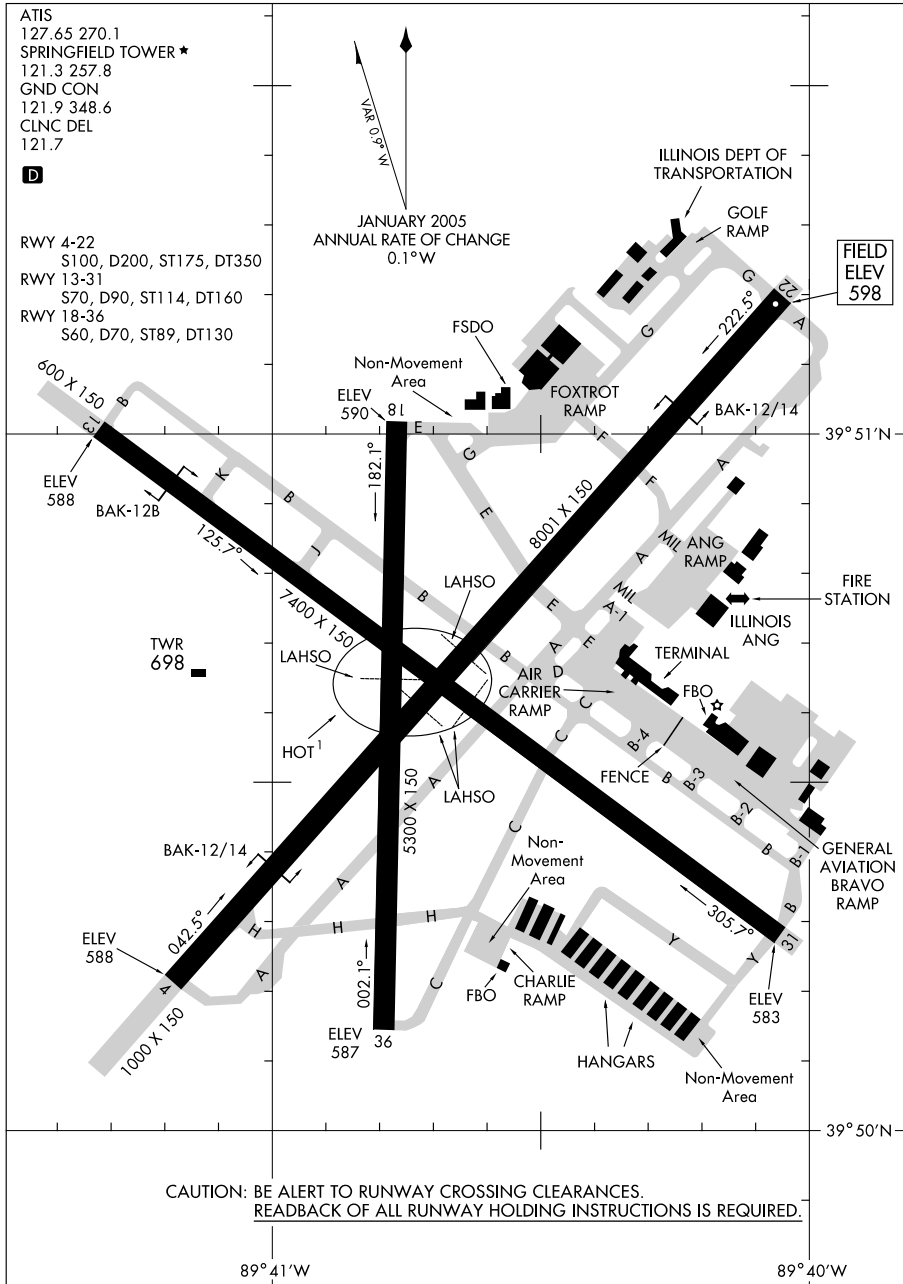 ATIS
127.65 270.1
SPRINGFIELD TOWER ★
121.3 257.8
GND CON
121.9 348.6
CLNC DEL
121.7
D
VAR 0.9° W
JANUARY 2005
ANNUAL RATE OF CHANGE
0.1° W
RWY 4-22
S100, D200, ST175, DT350
RWY 13-31
S70, D90, ST114, DT160
RWY 18-36
S60, D70, ST89, DT130
ILLINOIS DEPT OF
TRANSPORTATION
GOLF
RAMP
FIELD
ELEV
598
G
22
A
222.5°
G
FSDO
Non-Movement
Area
FOXTROT
RAMP
600 X 150
B
13
ELEV
588
ELEV
590
18
E
G
E
F
F
A
BAK-12/14
39°51'N
182.1°
K
B
BAK-12B
125.7°
J
7400 X 150
8001 X 150
B
LAHSO
MIL
ANG
RAMP
A
MIL
A-1
E
E
FIRE
STATION
ILLINOIS
ANG
TWR
698
LAHSO
B
A
D
TERMINAL
AIR
CARRIER
RAMP
FBO
C
C
HOT1
B-4
FENCE
B
B-3
B
LAHSO
A
5300 X 150
C
B-2
B
B-1
GENERAL
AVIATION
BRAVO
RAMP
BAK-12/14
Non-
Movement
Area
A
H
H
H
042.5°
305.7°
B
31
Y
Y
ELEV
588
4
A
002.1°
C
FBO
CHARLIE
RAMP
ELEV
583
1000 X 150
ELEV
587
36
HANGARS
Non-Movement
Area
39°50'N
CAUTION: BE ALERT TO RUNWAY CROSSING CLEARANCES.
READBACK OF ALL RUNWAY HOLDING INSTRUCTIONS IS REQUIRED.
89°41'W
89°40'W